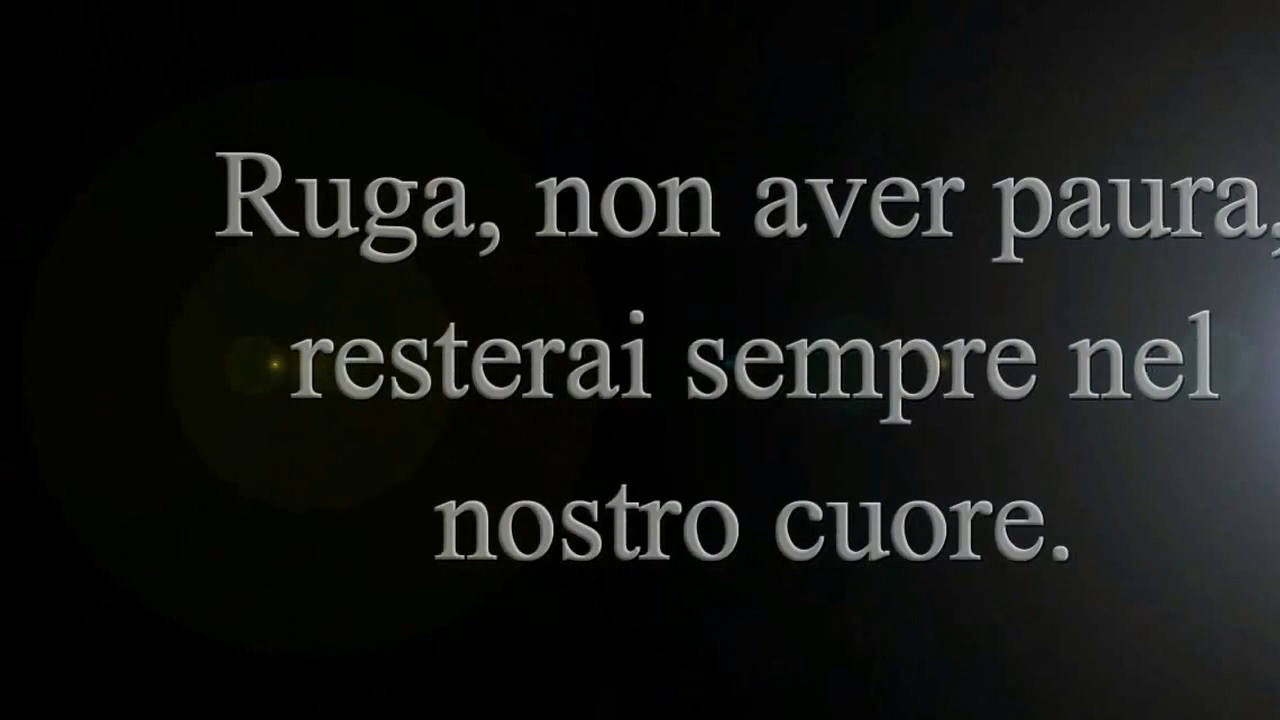 Ruga, non aver paura,
resterai sempre nel
nostro cuore.